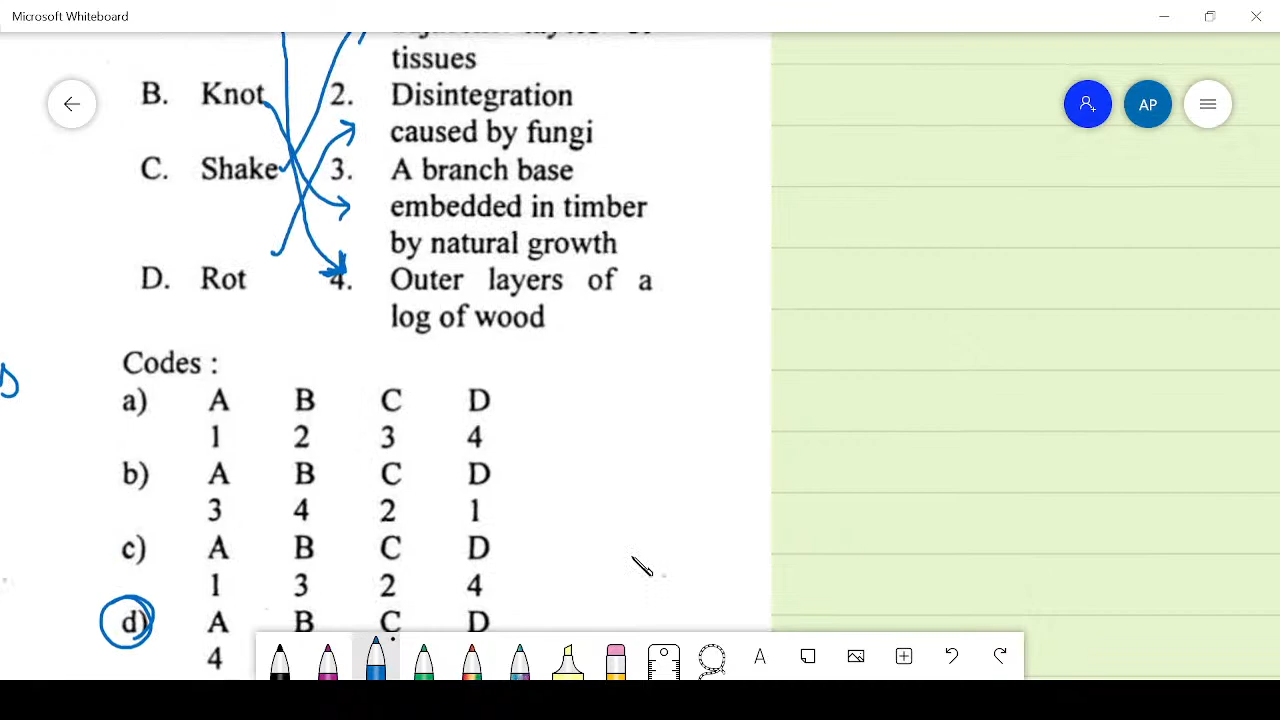 Microsoft Whiteboard
tissues
B. Knot 2. Disintegration
caused by fungi
C. Shake 3. A branch base
embedded in timber
by natural growth
D. Rot 4. Outer layers of a
log of wood
AP
s
Codes :
a) A B C D
1 2 3 4
b) A B C D
3 4 2 1
c) A B C D
1 3 2 4
d) A B C D
4
A